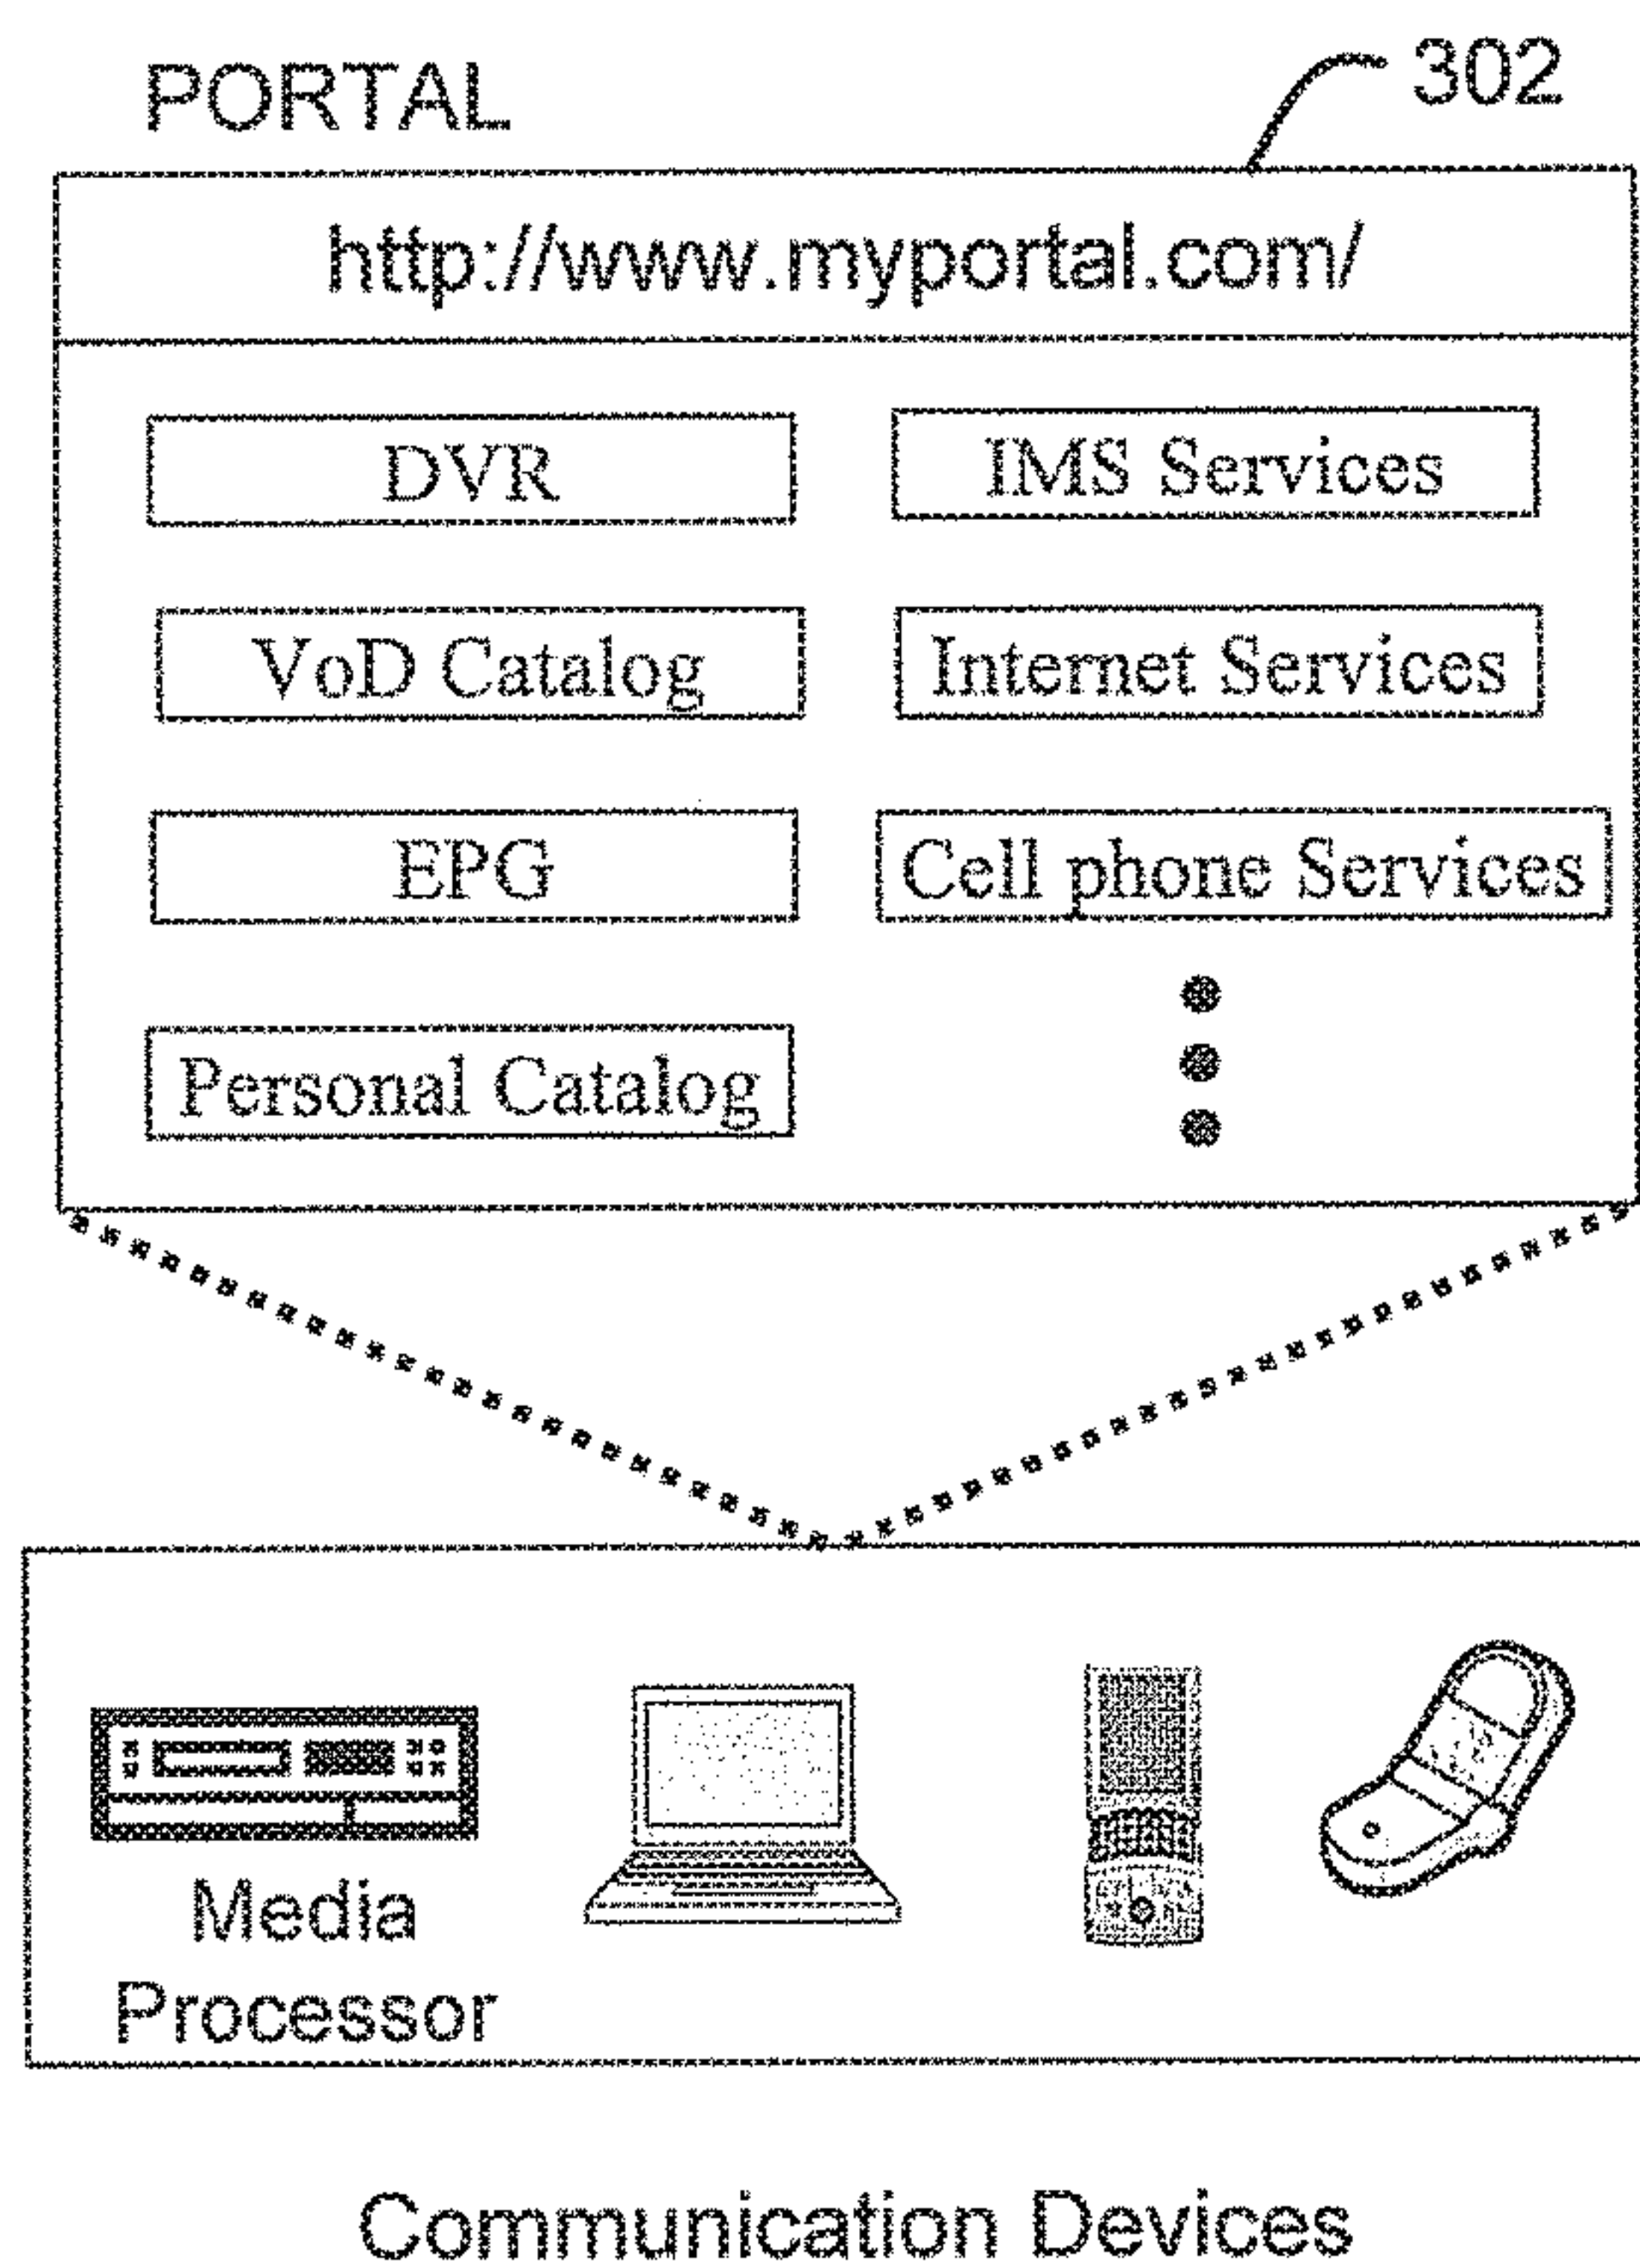 PORTAL
302
http://www.myportal.com/
DVR
IMS Services
VoD Catalog
Internet Services
EPG
Cell phone Services
Personal Catalog
Media
Processor
Communication Devices